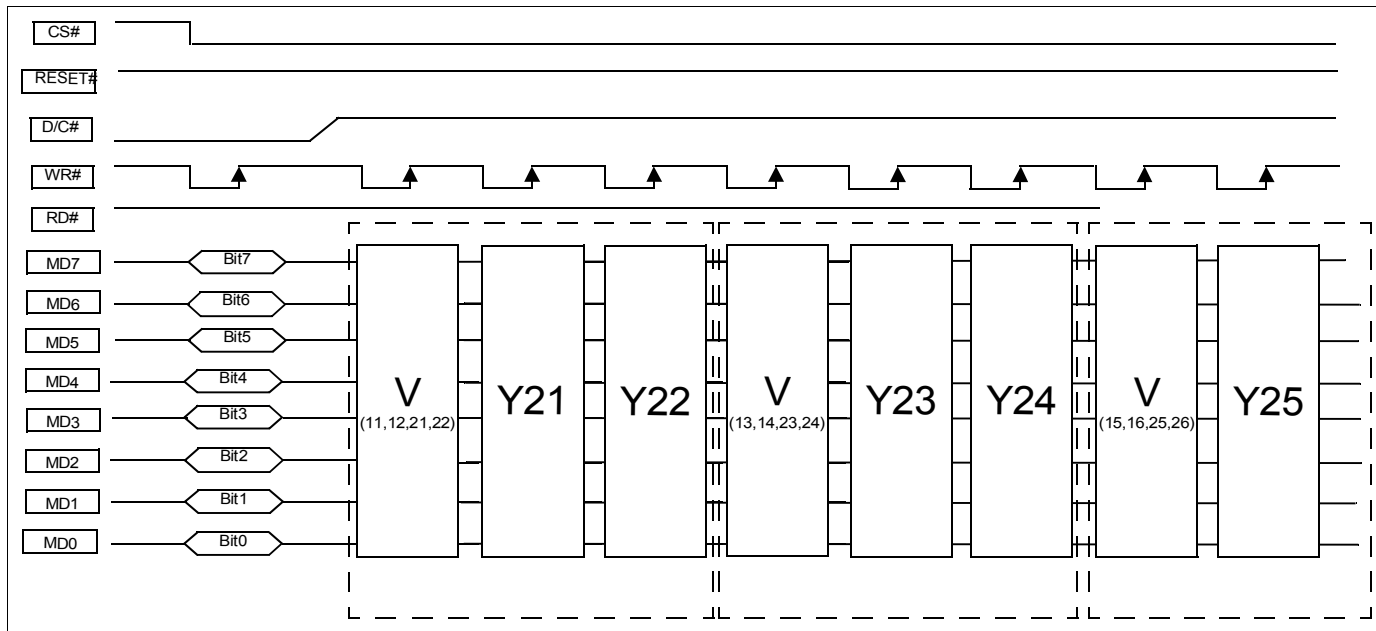 CS#
RESET#
D/C#
WR#
RD#
MD7 Bit7
MD6 Bit6
MD5 Bit5
MD4 Bit4
MD3 Bit3
MD2 Bit2
MD1 Bit1
MD0 Bit0
V Y21 Y22 V Y23 Y24 V Y25
(11,12,21,22) (13,14,23,24) (15,16,25,26)